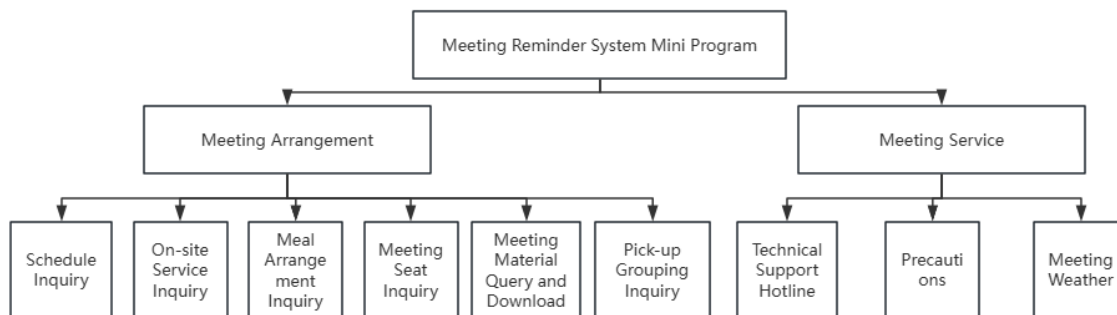 Meeting Reminder System Mini Program
Meeting Arrangement
Meeting Service
Schedule
Inquiry
On-site
Service
Inquiry
Meal
Arrange
ment
Inquiry
Meeting
Seat
Inquiry
Meeting
Material
Query and
Download
Pick-up
Grouping
Inquiry
Technical
Support
Hotline
Precauti
ons
Meeting
Weather